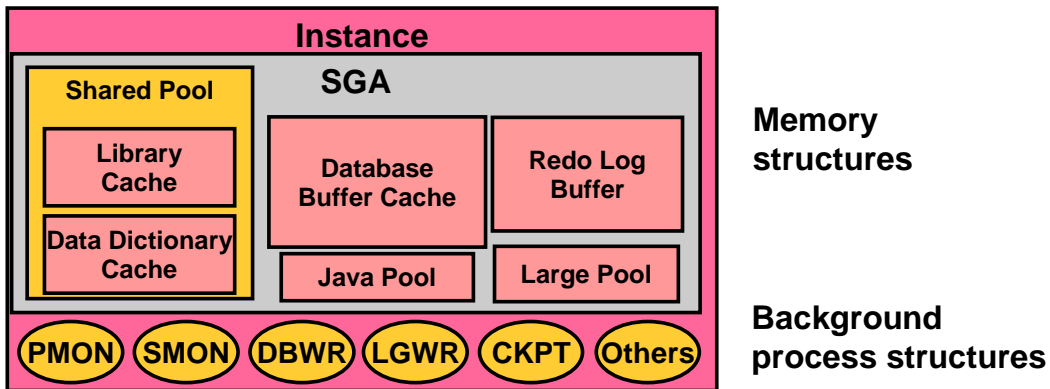 Instance
SGA
Shared Pool
Library
Cache
Data Dictionary
Cache
Database
Buffer Cache
Redo Log
Buffer
Java Pool
Large Pool
Memory
structures
PMON
SMON
DBWR
LGWR
CKPT
Others
Background
process structures